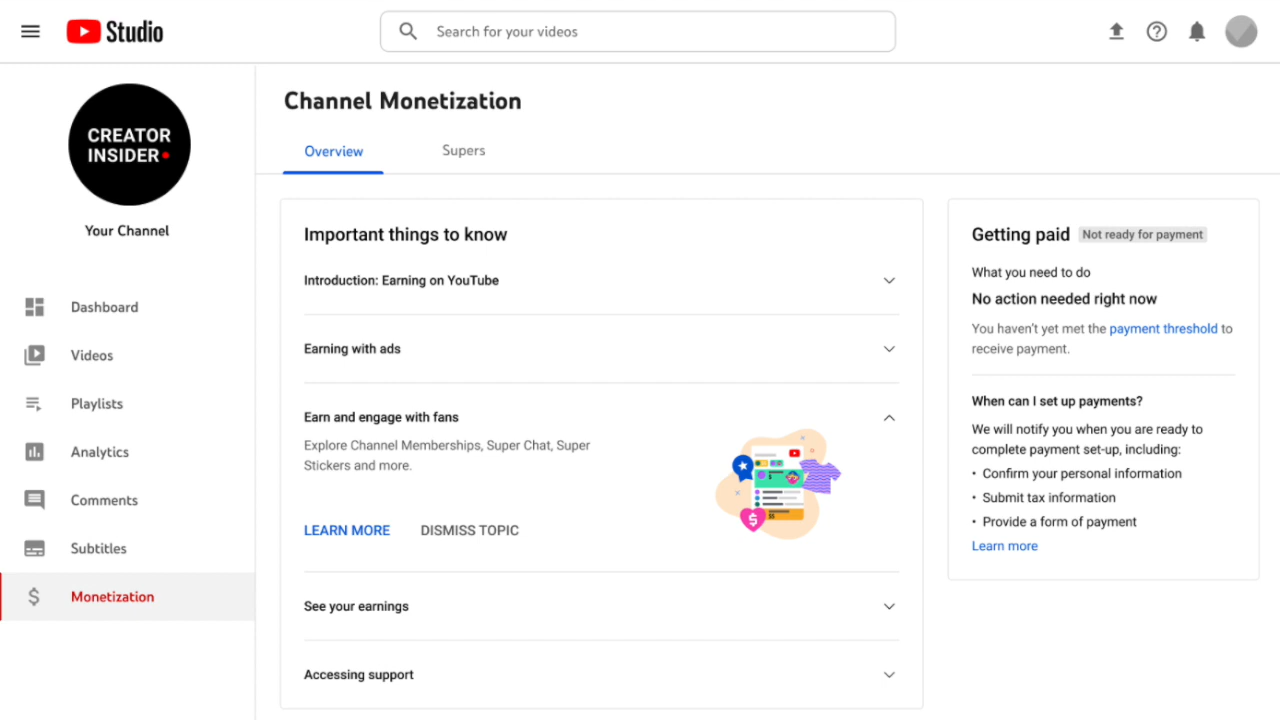 Studio
Search for your videos
CREATOR
INSIDER
Your Channel
Dashboard
Videos
Playlists
Analytics
Comments
Subtitles
Monetization
Channel Monetization
Overview
Supers
Important things to know
Introduction: Earning on YouTube
Earning with ads
Earn and engage with fans
Explore Channel Memberships, Super Chat, Super
Stickers and more.
LEARN MORE
DISMISS TOPIC
See your earnings
Accessing support
Getting paid
Not ready for payment
What you need to do
No action needed right now
You haven't yet met the payment threshold to
receive payment.
When can I set up payments?
We will notify you when you are ready to
complete payment set-up, including:
• Confirm your personal information
• Submit tax information
• Provide a form of payment
Learn more